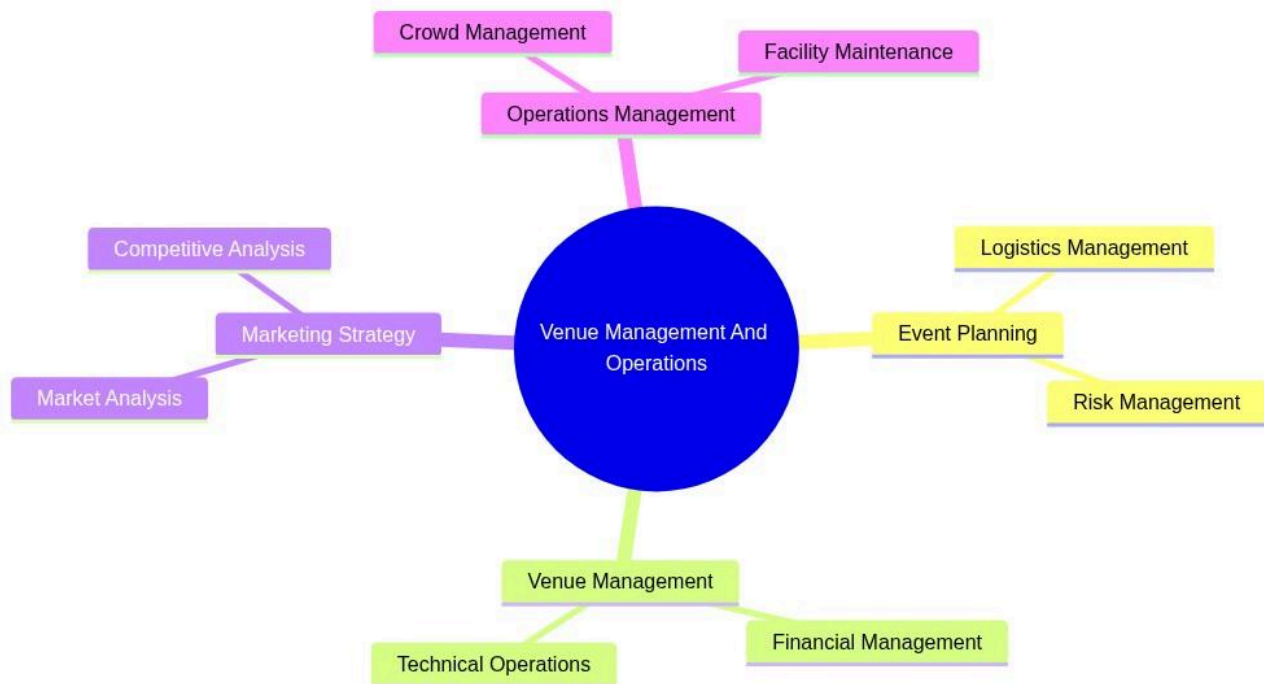 Crowd Management
Facility Maintenance
Operations Management
Competitive Analysis
Logistics Management
Marketing Strategy
Venue Management And
Operations
Event Planning
Market Analysis
Risk Management
Venue Management
Technical Operations
Financial Management